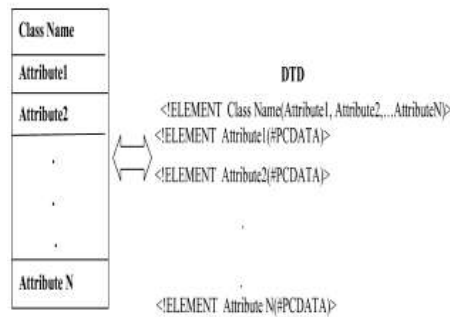 Class Name
Attribute1
Attribute2
.
.
.
Attribute N
DTD
<!ELEMENT Class Name(Attribute1, Attribute2,...AttributeN)>
<!ELEMENT Attribute1(#PCDATA)>
<!ELEMENT Attribute2(#PCDATA)>
.
.
<!ELEMENT Attribute N(#PCDATA)>